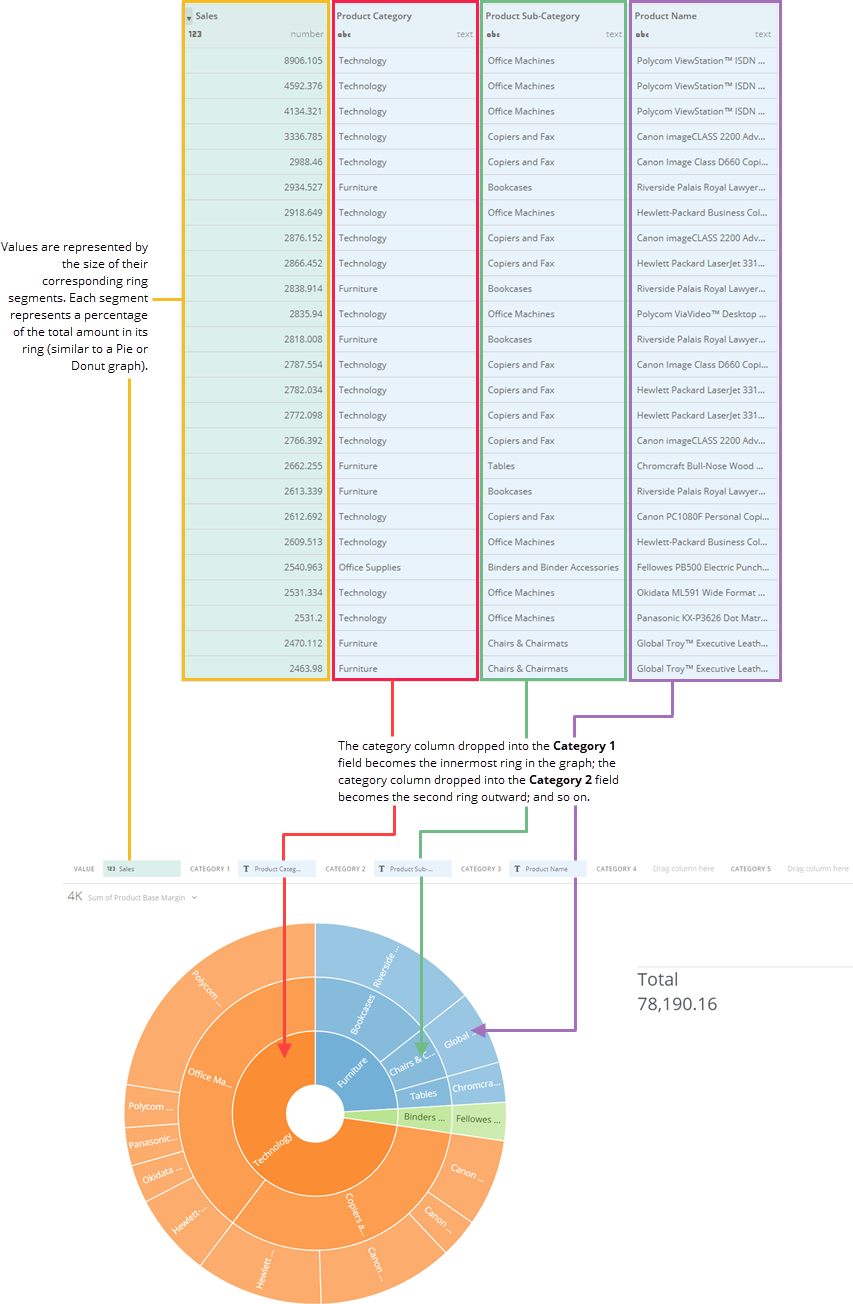 Sales Product Category Product Sub-Category Product Name
123 number abc text abc text abc text
8906.105 Technology Office Machines Polycom ViewStation™ ISDN ...
4592.376 Technology Office Machines Polycom ViewStation™ ISDN ...
4134.321 Technology Office Machines Polycom ViewStation™ ISDN ...
3336.785 Technology Copiers and Fax Canon imageCLASS 2200 Adv...
2988.46 Technology Copiers and Fax Canon Image Class D660 Copi...
2934.527 Furniture Bookcases Riverside Palais Royal Lawyer...
2918.649 Technology Office Machines Hewlett-Packard Business Col...
2876.152 Technology Copiers and Fax Canon imageCLASS 2200 Adv...
2866.452 Technology Copiers and Fax Hewlett Packard LaserJet 331...
2838.914 Furniture Bookcases Riverside Palais Royal Lawyer...
2835.94 Technology Office Machines Polycom ViaVideo™ Desktop ...
2818.008 Furniture Bookcases Riverside Palais Royal Lawyer...
2787.554 Technology Copiers and Fax Canon Image Class D660 Copi...
2782.034 Technology Copiers and Fax Hewlett Packard LaserJet 331...
2772.098 Technology Copiers and Fax Hewlett Packard LaserJet 331...
2766.392 Technology Copiers and Fax Canon imageCLASS 2200 Adv...
2662.255 Furniture Tables Chromcraft Bull-Nose Wood ...
2613.339 Furniture Bookcases Riverside Palais Royal Lawyer...
2612.692 Technology Copiers and Fax Canon PC1080F Personal Copi...
2609.513 Technology Office Machines Hewlett-Packard Business Col...
2540.963 Office Supplies Binders and Binder Accessories Fellowes PB500 Electric Punch...
2531.334 Technology Office Machines Okidata ML591 Wide Format ...
2531.2 Technology Office Machines Panasonic KX-P3626 Dot Matr...
2470.112 Furniture Chairs & Chairmats Global Troy™ Executive Leath...
2463.98 Furniture Chairs & Chairmats Global Troy™ Executive Leath...
Values are represented by
the size of their
corresponding ring
segments. Each segment
represents a percentage
of the total amount in its
ring (similar to a Pie or
Donut graph).
The category column dropped into the Category 1
field becomes the innermost ring in the graph; the
category column dropped into the Category 2 field
becomes the second ring outward; and so on.
VALUE 123 Sales CATEGORY 1 T Product Categ... CATEGORY 2 T Product Sub-... CATEGORY 3 T Product Name CATEGORY 4 Drag column here CATEGORY 5 Drag column here
4K Sum of Product Base Margin
Total
78,190.16
Riverside ...
Bookcases
Furniture
Global ...
Chairs & C...
Chromcra...
Tables
Fellowes ...
Binders ...
Canon ...
Canon ...
Canon ...
Copiers a...
Hewlett ...
Technology
Hewlett-...
Okidata ...
Panasonic...
Polycom ...
Office Ma...
Polycom ...